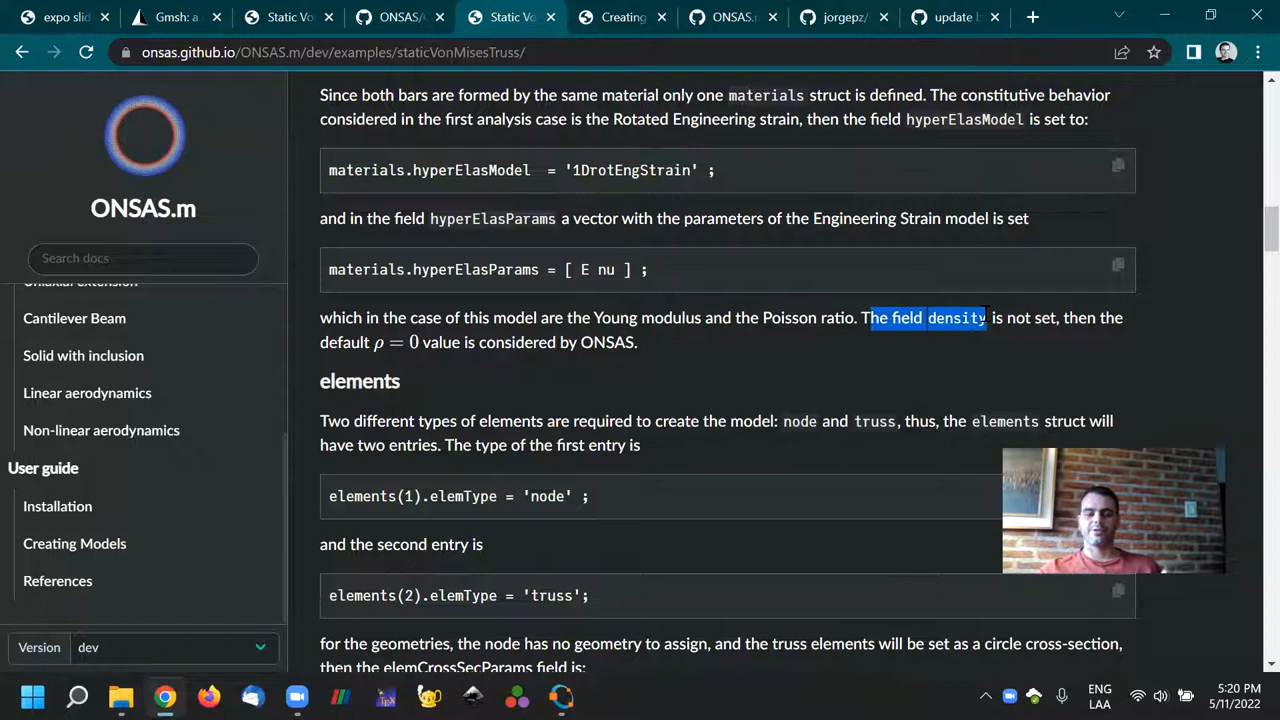 expo slid
Gmsh: a
Static Vo
ONSAS/C
Static Vo
Creating
ONSAS.m
jorgepz/
update l
onsas.github.io/ONSAS.m/dev/examples/staticVonMisesTruss/
ONSAS.m
Search docs
Uniaxial extension
Cantilever Beam
Solid with inclusion
Linear aerodynamics
Non-linear aerodynamics
User guide
Installation
Creating Models
References
Version dev
Since both bars are formed by the same material only one materials struct is defined. The constitutive behavior
considered in the first analysis case is the Rotated Engineering strain, then the field hyperElasModel is set to:
materials.hyperElasModel = '1DrotEngStrain' ;
and in the field hyperElasParams a vector with the parameters of the Engineering Strain model is set
materials.hyperElasParams = [ E nu ] ;
which in the case of this model are the Young modulus and the Poisson ratio. The field density is not set, then the
default ρ = 0 value is considered by ONSAS.
elements
Two different types of elements are required to create the model: node and truss, thus, the elements struct will
have two entries. The type of the first entry is
elements(1).elemType = 'node' ;
and the second entry is
elements(2).elemType = 'truss';
for the geometries, the node has no geometry to assign, and the truss elements will be set as a circle cross-section,
then the elemCrossSecParams field is:
ENG
LAA
5:20 PM
5/11/2022